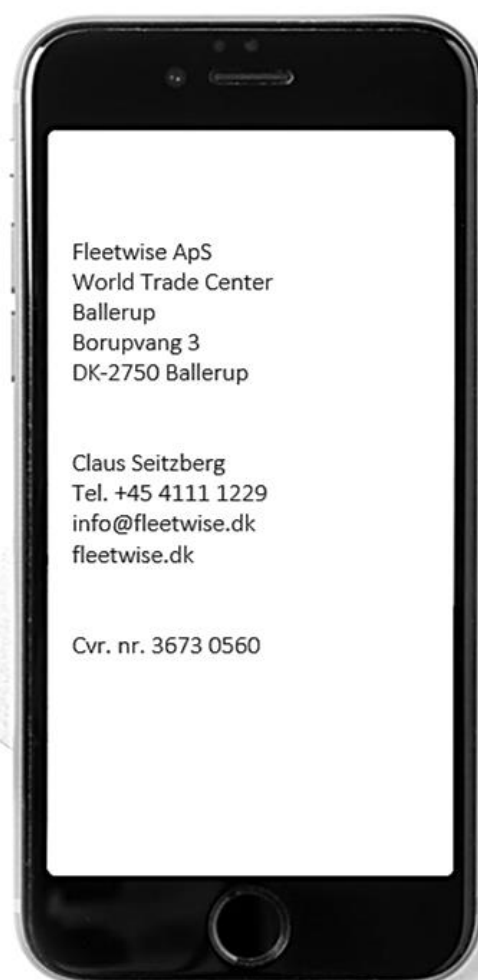 Fleetwise ApS
World Trade Center
Ballerup
Borupvang 3
DK-2750 Ballerup
Claus Seitzberg
Tel. +45 4111 1229
info@fleetwise.dk
fleetwise.dk
Cvr. nr. 3673 0560